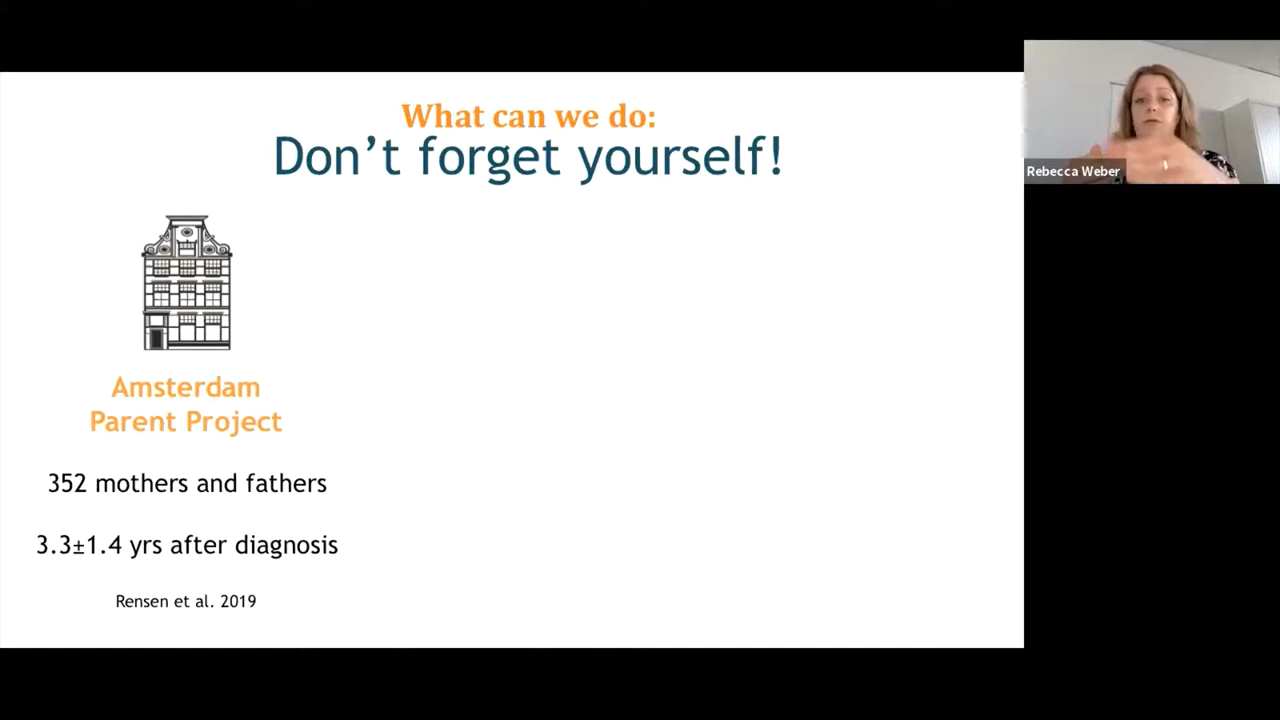 What can we do:
Don’t forget yourself!
Rebecca Weber
Amsterdam
Parent Project
352 mothers and fathers
3.3±1.4 yrs after diagnosis
Rensen et al. 2019